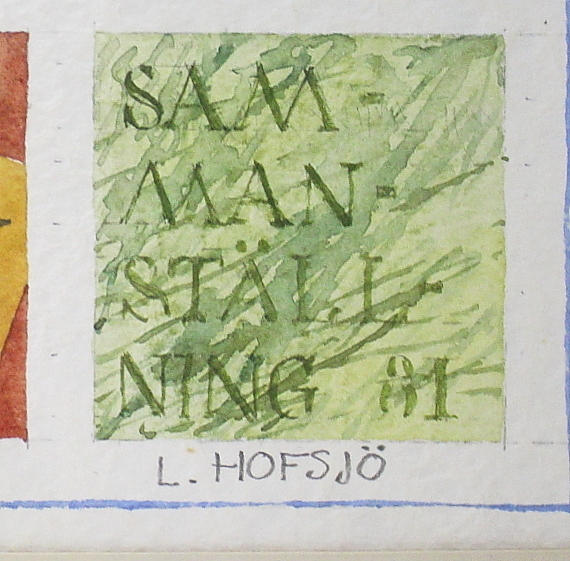 SAM-
MAN-
STÄLL-
NING 81
L. HOFSJÖ